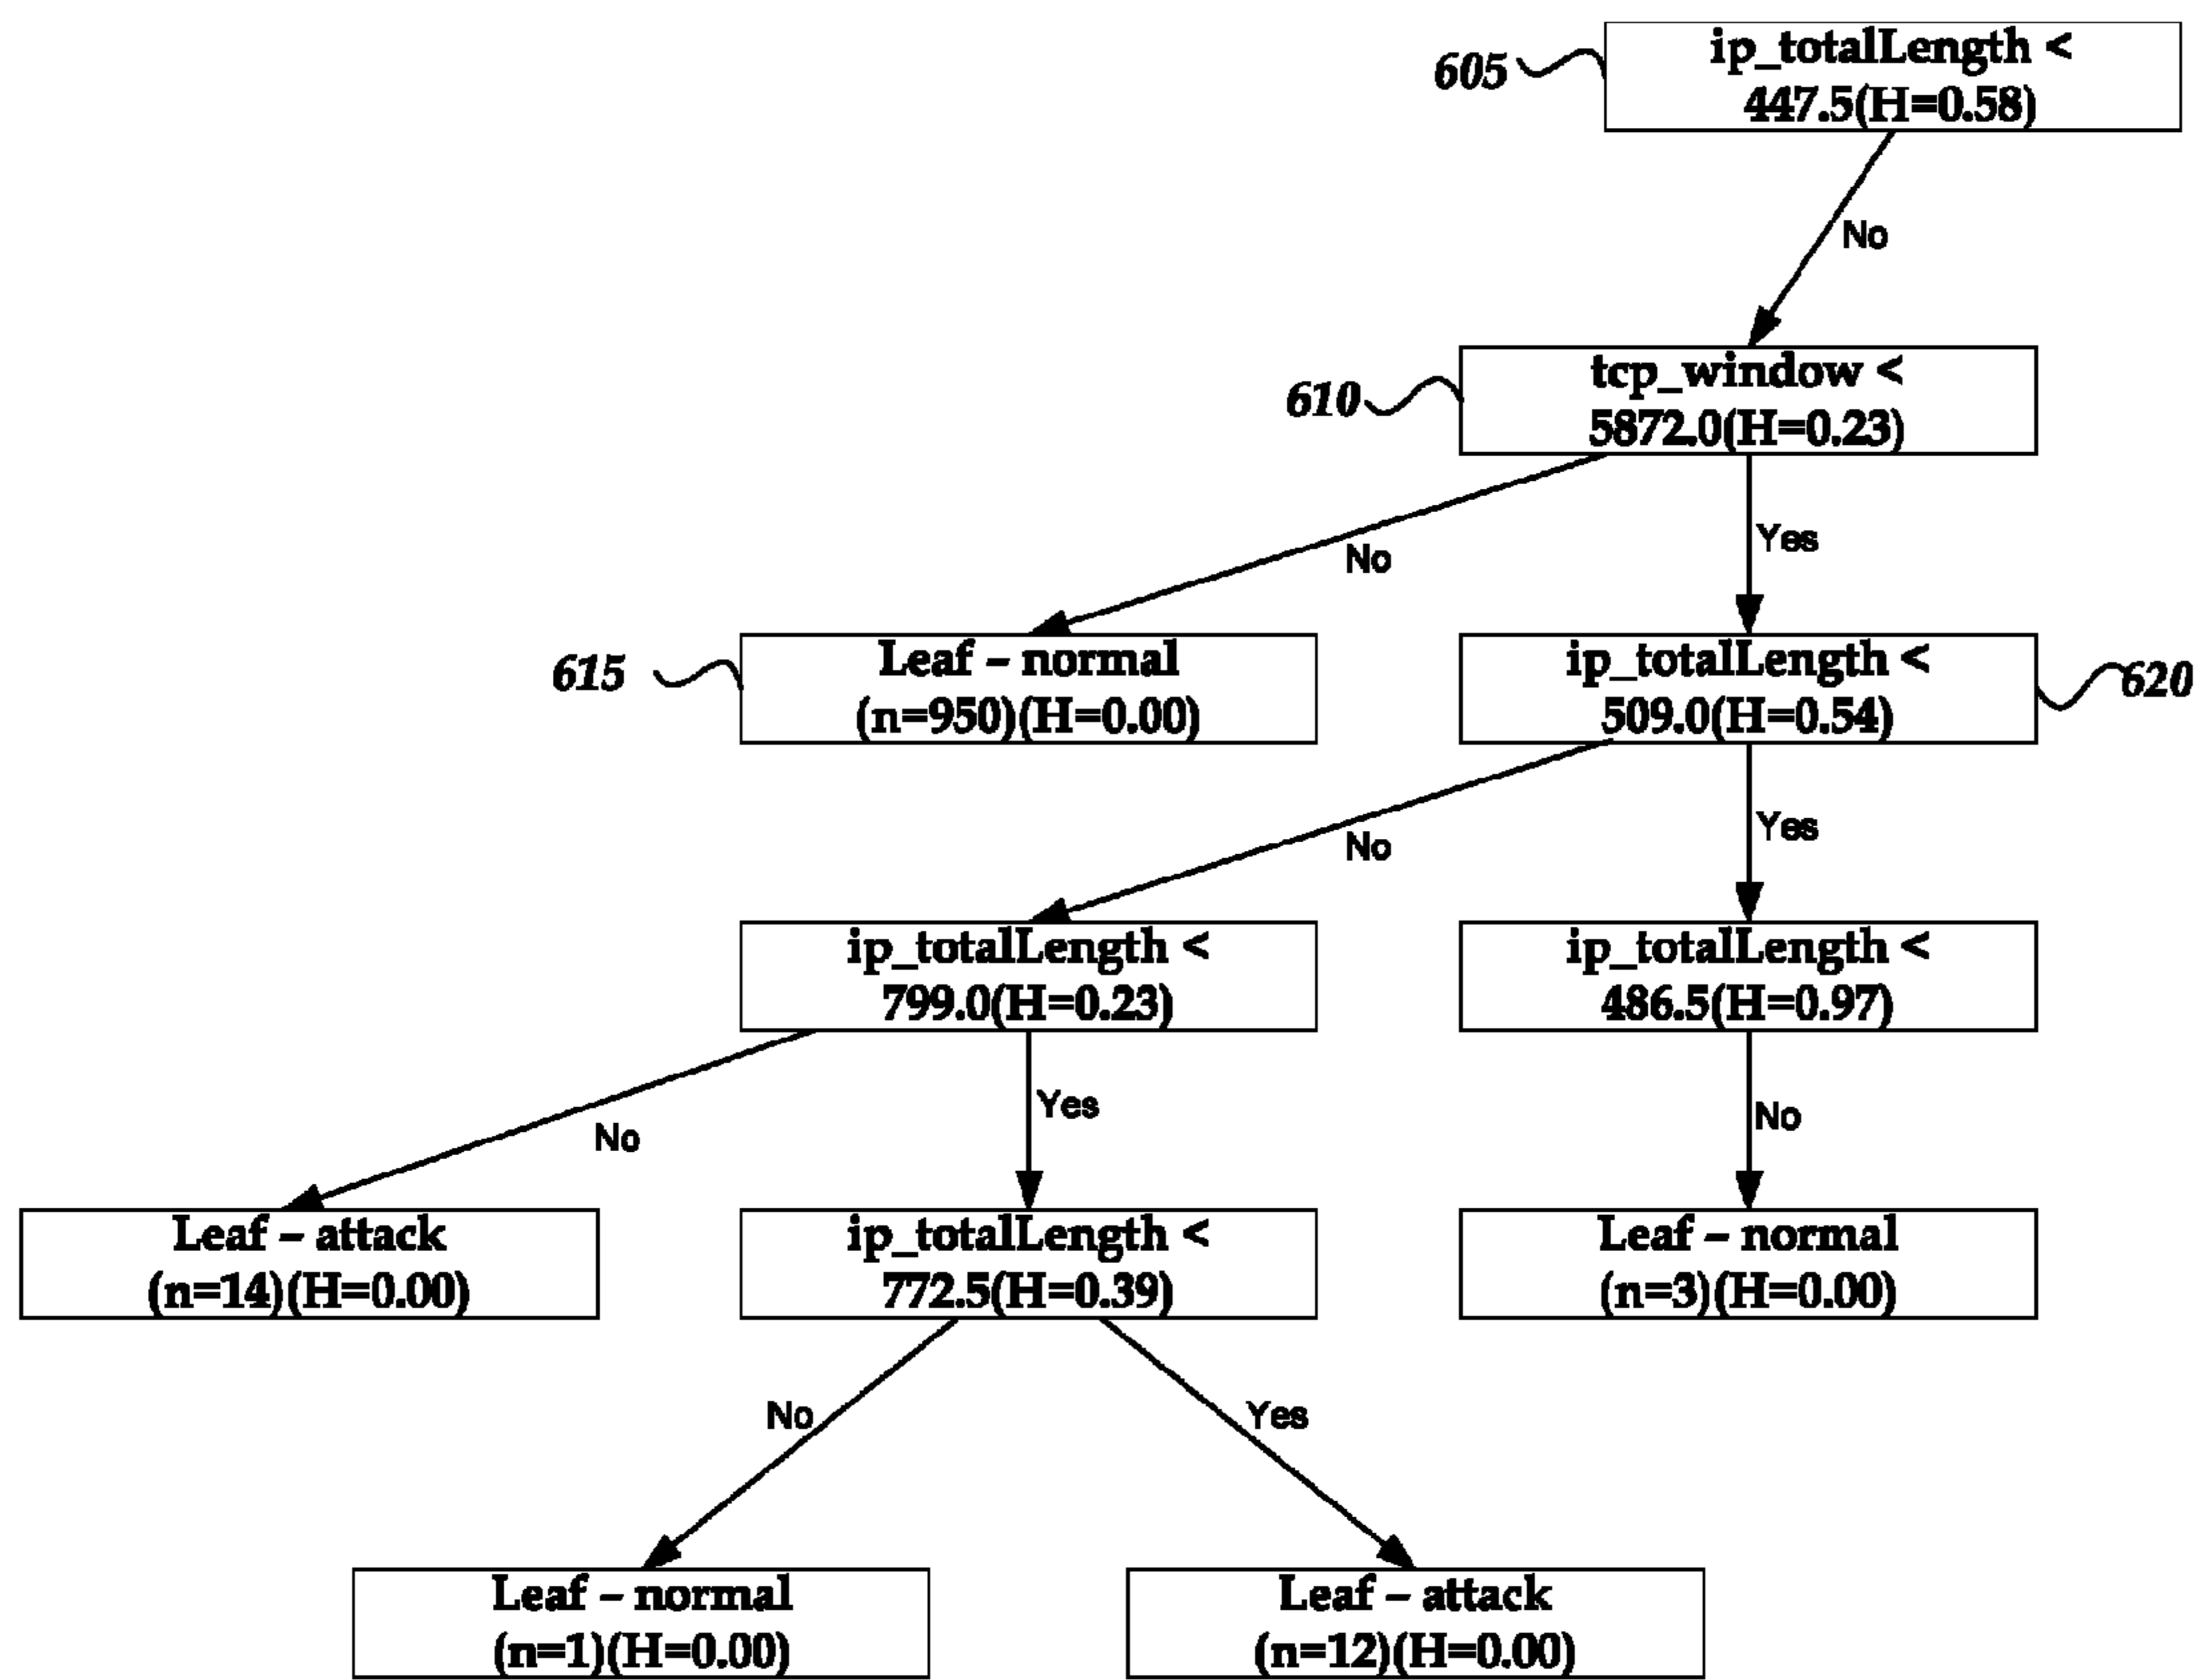 605
ip_totalLength <
447.5(H=0.58)
No
610
tcp_window <
5872.0(H=0.23)
No
Yes
615
Leaf – normal
(n=950)(H=0.00)
ip_totalLength <
509.0(H=0.54)
620
No
Yes
ip_totalLength <
799.0(H=0.23)
ip_totalLength <
486.5(H=0.97)
No
Yes
No
Leaf – attack
(n=14)(H=0.00)
ip_totalLength <
772.5(H=0.39)
Leaf – normal
(n=3)(H=0.00)
No
Yes
Leaf – normal
(n=1)(H=0.00)
Leaf – attack
(n=12)(H=0.00)